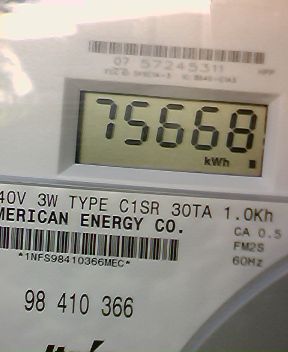 07 57245311
75668
kWh
40V 3W TYPE C1SR 30TA 1.0Kh
MERICAN ENERGY CO.
CA 0.5
FM2S
*1NFS98410366MEC*
60Hz
98 410 366